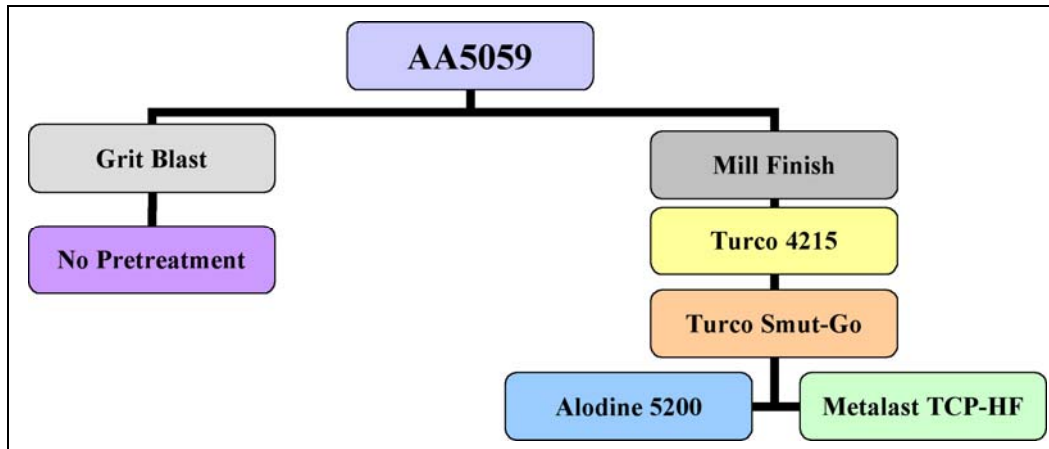 AA5059
Grit Blast
Mill Finish
No Pretreatment
Turco 4215
Turco Smut-Go
Alodine 5200
Metalast TCP-HF